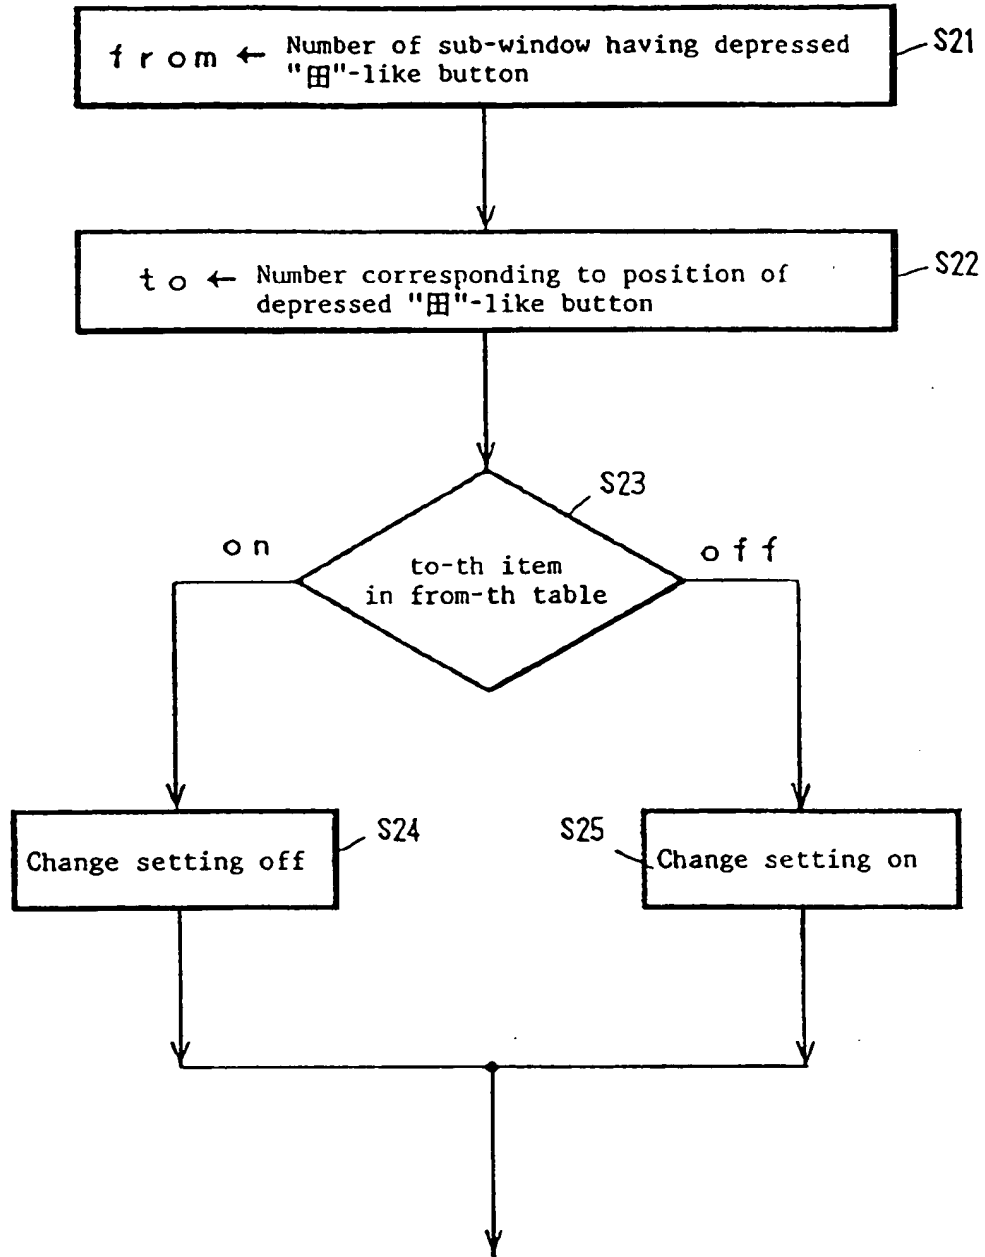 from ← Number of sub-window having depressed
"田"-like button
S21
to ← Number corresponding to position of
depressed "田"-like button
S22
S23
on
off
to-th item
in from-th table
Change setting off
S24
S25
Change setting on